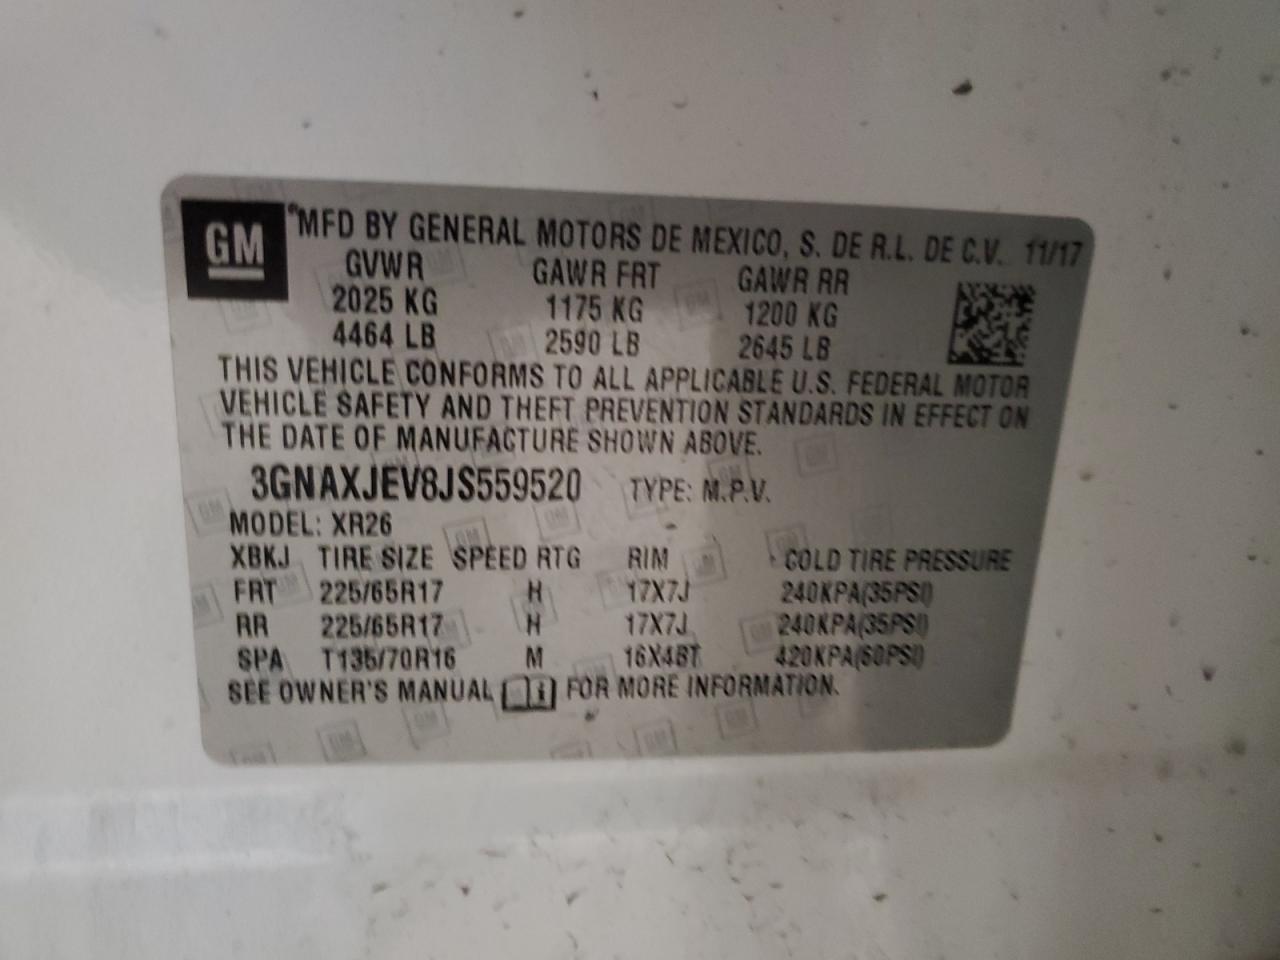 GM
MFD BY GENERAL MOTORS DE MEXICO, S. DE R.L. DE C.V. 11/17
GVWR GAWR FRT GAWR RR
2025 KG 1175 KG 1200 KG
4464 LB 2590 LB 2645 LB
THIS VEHICLE CONFORMS TO ALL APPLICABLE U.S. FEDERAL MOTOR
VEHICLE SAFETY AND THEFT PREVENTION STANDARDS IN EFFECT ON
THE DATE OF MANUFACTURE SHOWN ABOVE.
3GNAXJEV8JS559520 TYPE: M.P.V.
MODEL: XR26
XBKJ TIRE SIZE SPEED RTG RIM COLD TIRE PRESSURE
FRT 225/65R17 H 17X7J 240KPA(35PSI)
RR 225/65R17 H 17X7J 240KPA(35PSI)
SPA T135/70R16 M 16X4BT 420KPA(60PSI)
SEE OWNER'S MANUAL FOR MORE INFORMATION.